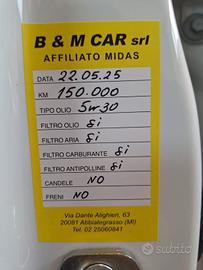 B & M CAR srl
AFFILIATO MIDAS
DATA 22.05.25
KM 150.000
TIPO OLIO 5W30
FILTRO OLIO Si
FILTRO ARIA Si
FILTRO CARBURANTE Si
FILTRO ANTIPOLLINE Si
CANDELE NO
FRENI NO
Via Dante Alighieri, 63
20081 Abbiategrasso (MI)
Tel. 02 25060841
subito